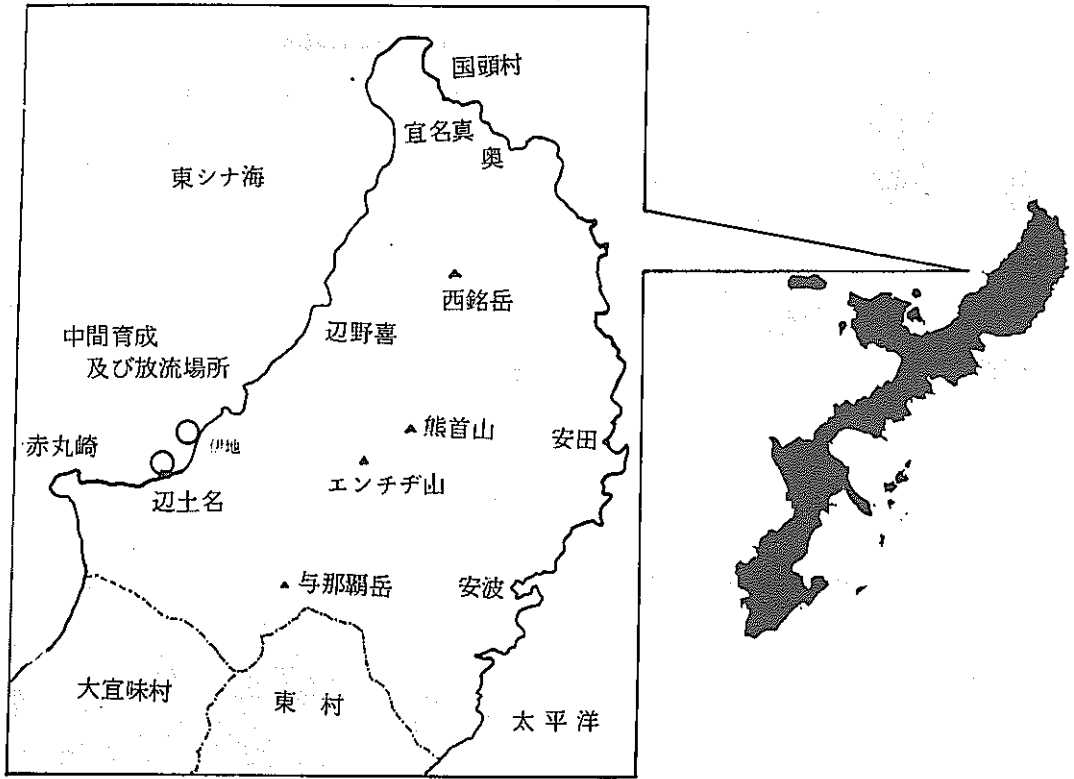 国頭村
宜名真
奥
東シナ海
西銘岳
辺野喜
中間育成
及び放流場所
熊首山
安田
赤丸崎
伊地
エンチヂ山
辺土名
与那覇岳
安波
大宜味村
東 村
太平洋